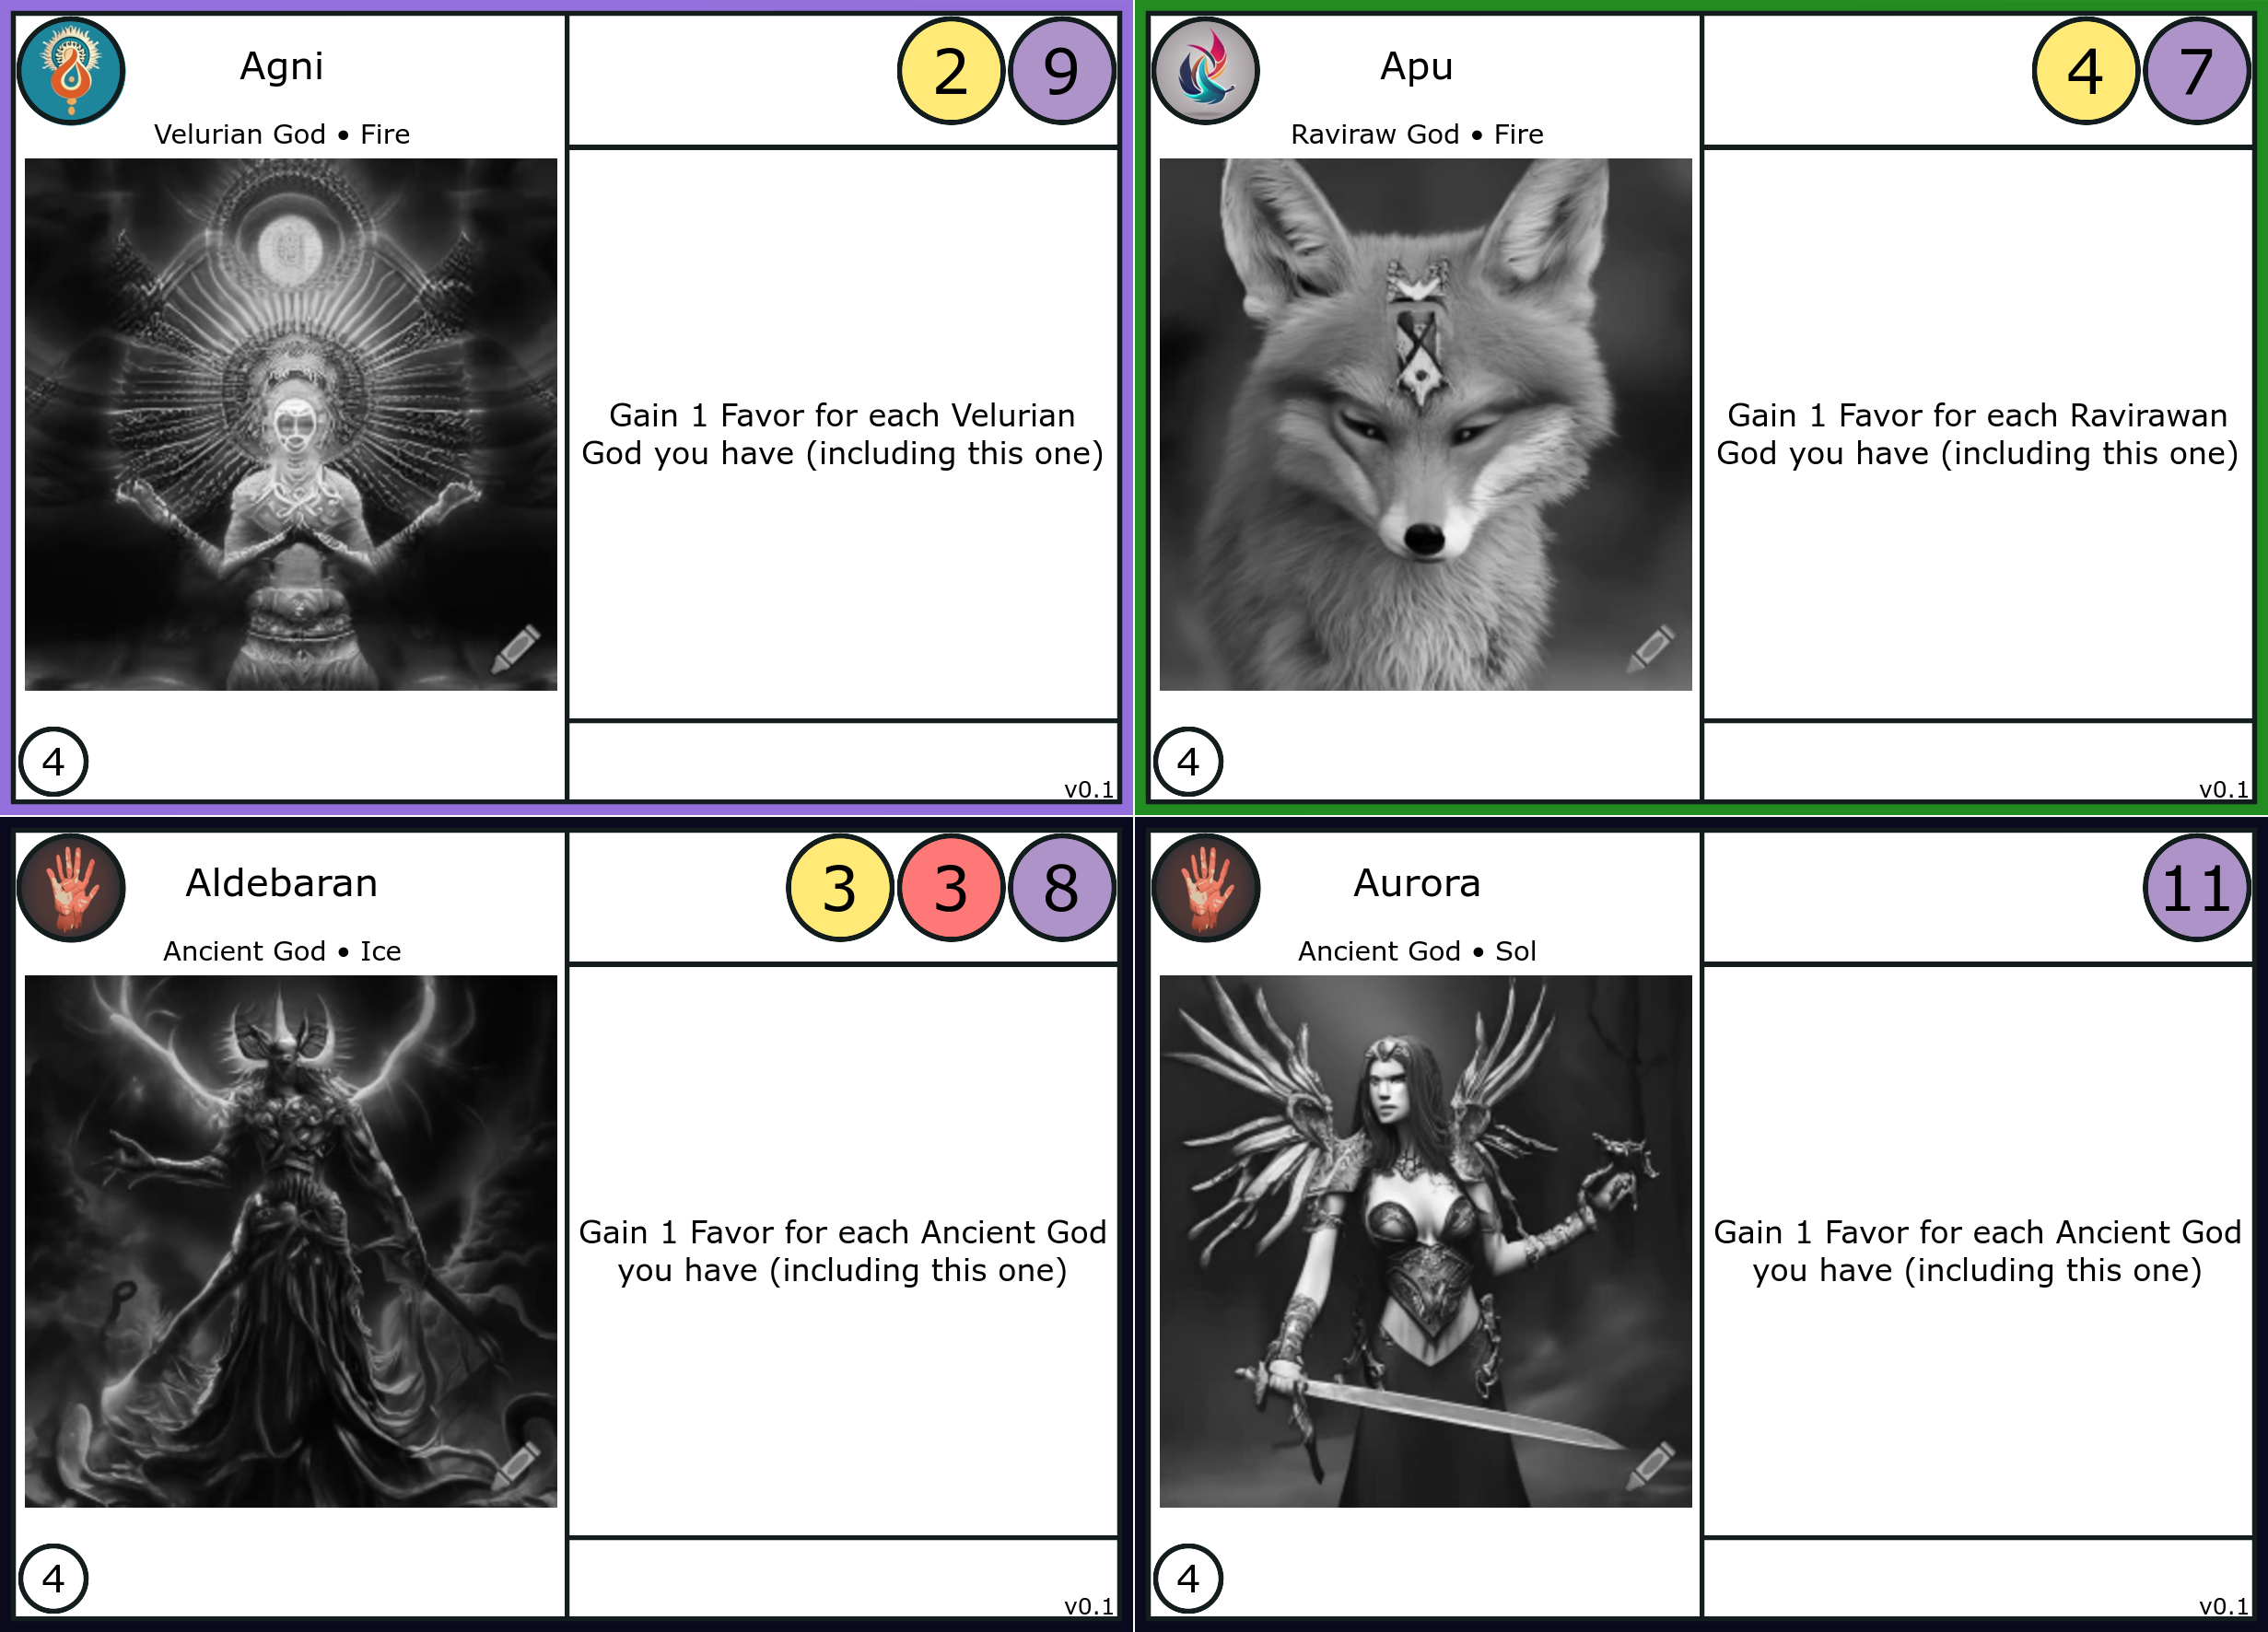 Agni
2 9
Velurian God • Fire
Gain 1 Favor for each Velurian
God you have (including this one)
4
v0.1
Apu
4 7
Raviraw God • Fire
Gain 1 Favor for each Ravirawan
God you have (including this one)
4
v0.1
Aldebaran
3 3 8
Ancient God • Ice
Gain 1 Favor for each Ancient God
you have (including this one)
4
v0.1
Aurora
11
Ancient God • Sol
Gain 1 Favor for each Ancient God
you have (including this one)
4
v0.1